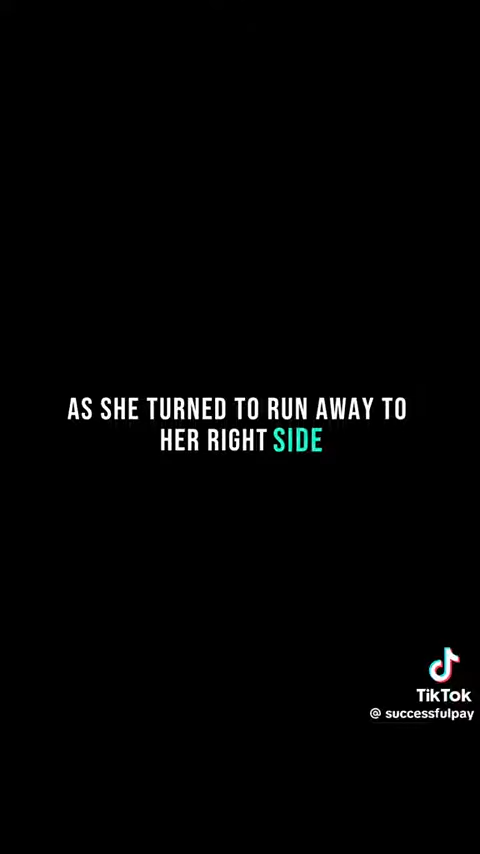 AS SHE TURNED TO RUN AWAY TO
HER RIGHT SIDE
TikTok
@ successfulpay